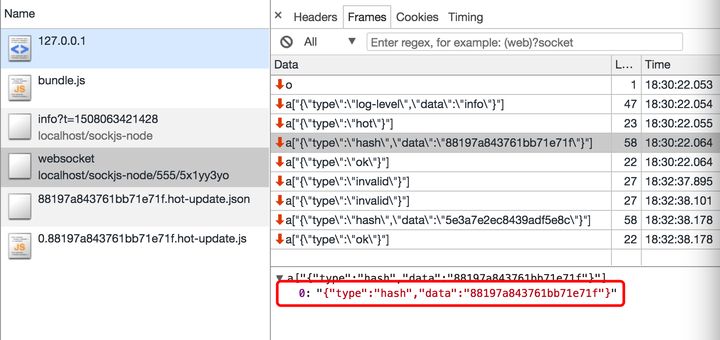 Name
127.0.0.1
bundle.js
info?t=1508063421428
localhost/sockjs-node
websocket
localhost/sockjs-node/555/5x1yy3yo
88197a843761bb71e71f.hot-update.json
0.88197a843761bb71e71f.hot-update.js
× Headers Frames Cookies Timing
All ▼ Enter regex, for example: (web)?socket
Data L... Time
o 1 18:30:22.053
a["{\"type\":\"log-level\",\"data\":\"info\"}"] 47 18:30:22.054
a["{\"type\":\"hot\"}"] 23 18:30:22.055
a["{\"type\":\"hash\",\"data\":\"88197a843761bb71e71f\"}"] 58 18:30:22.064
a["{\"type\":\"ok\"}"] 22 18:30:22.064
a["{\"type\":\"invalid\"}"] 27 18:32:37.895
a["{\"type\":\"invalid\"}"] 27 18:32:38.101
a["{\"type\":\"hash\",\"data\":\"5e3a7e2ec8439adf5e8c\"}"] 58 18:32:38.178
a["{\"type\":\"ok\"}"] 22 18:32:38.178
▼ a["{"type":"hash","data":"88197a843761bb71e71f"}"]
0: "{"type":"hash","data":"88197a843761bb71e71f"}"